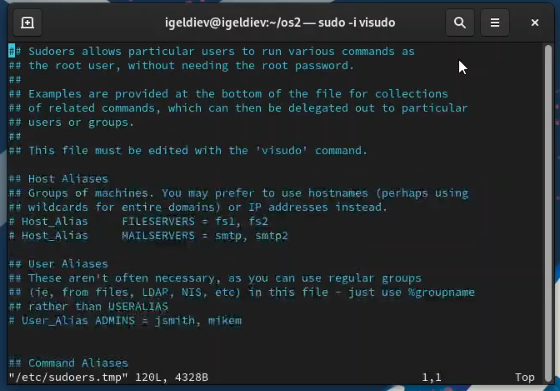 igeldiev@igeldiev:~/os2 — sudo -i visudo
## Sudoers allows particular users to run various commands as
## the root user, without needing the root password.
##
## Examples are provided at the bottom of the file for collections
## of related commands, which can then be delegated out to particular
## users or groups.
##
## This file must be edited with the 'visudo' command.
## Host Aliases
## Groups of machines. You may prefer to use hostnames (perhaps using
## wildcards for entire domains) or IP addresses instead.
# Host_Alias     FILESERVERS = fs1, fs2
# Host_Alias     MAILSERVERS = smtp, smtp2
## User Aliases
## These aren't often necessary, as you can use regular groups
## (ie, from files, LDAP, NIS, etc) in this file - just use %groupname
## rather than USERALIAS
# User_Alias ADMINS = jsmith, mikem
## Command Aliases
"/etc/sudoers.tmp" 120L, 4328B 1,1 Top